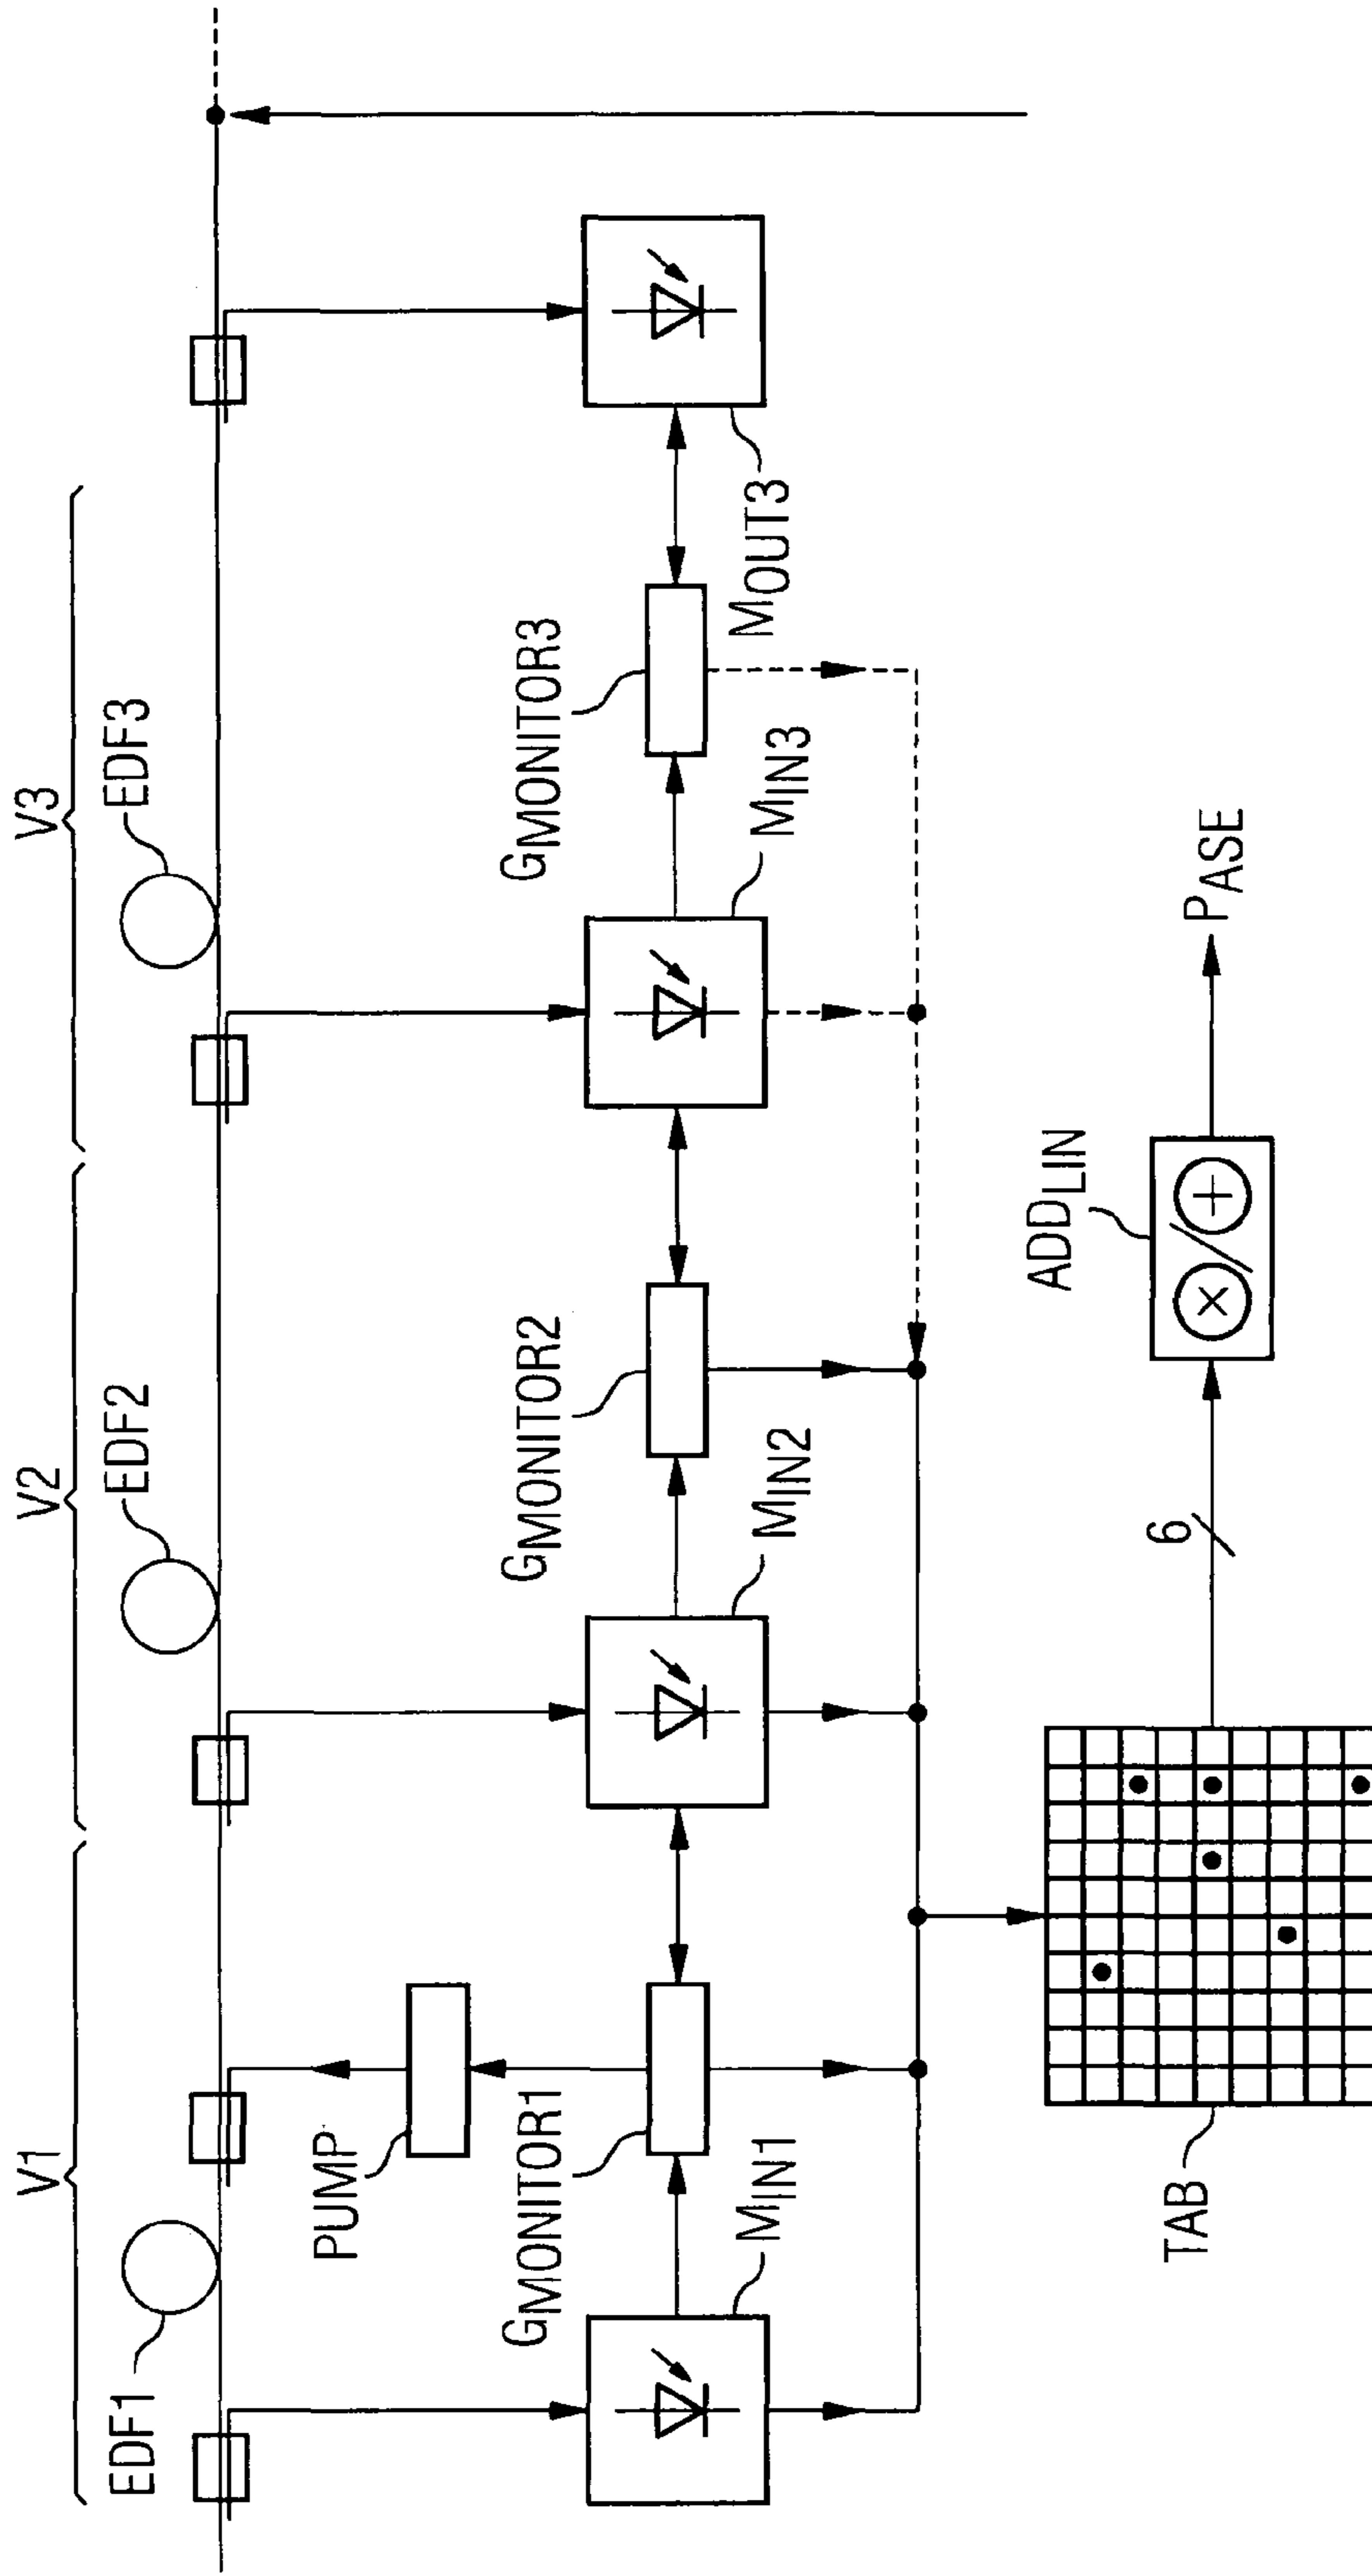 V1
V2
V3
EDF1
EDF2
EDF3
PUMP
GMONITOR1
GMONITOR2
GMONITOR3
MIN1
MIN2
MIN3
MOUT3
TAB
6
ADDLIN
PASE